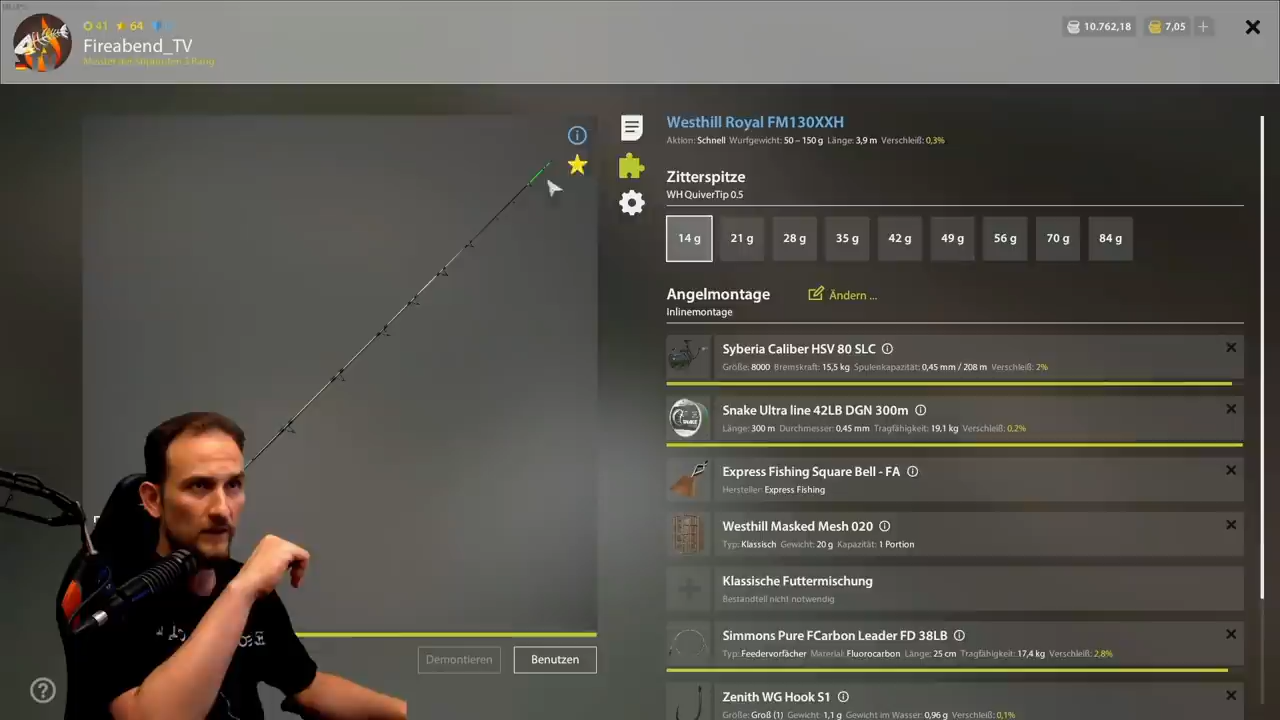 41 64
Fireabend_TV
10.762,18 7,05
Westhill Royal FM130XXH
Aktion: Schnell Wurfgewicht: 50 – 150 g Länge: 3,9 m Verschleiß: 0,3%
Zitterspitze
WH QuiverTip 0.5
14 g 21 g 28 g 35 g 42 g 49 g 56 g 70 g 84 g
Angelmontage Ändern ...
Inlinemontage
Syberia Caliber HSV 80 SLC
Größe: 8000 Bremskraft: 15,5 kg Spulenkapazität: 0,45 mm / 208 m Verschleiß: 2%
Snake Ultra line 42LB DGN 300m
Länge: 300 m Durchmesser: 0,45 mm Tragfähigkeit: 19,1 kg Verschleiß: 0,2%
Express Fishing Square Bell - FA
Hersteller: Express Fishing
Westhill Masked Mesh 020
Typ: Klassisch Gewicht: 20 g Kapazität: 1 Portion
Klassische Futtermischung
Bestandteil nicht notwendig
Simmons Pure FCarbon Leader FD 38LB
Typ: Feedervorfächer Material: Fluorocarbon Länge: 25 cm Tragfähigkeit: 17,4 kg Verschleiß: 2,8%
Zenith WG Hook S1
Größe: Groß (1) Gewicht: 1,1 g Gewicht im Wasser: 0,96 g Verschleiß: 0,1%
Demontieren Benutzen